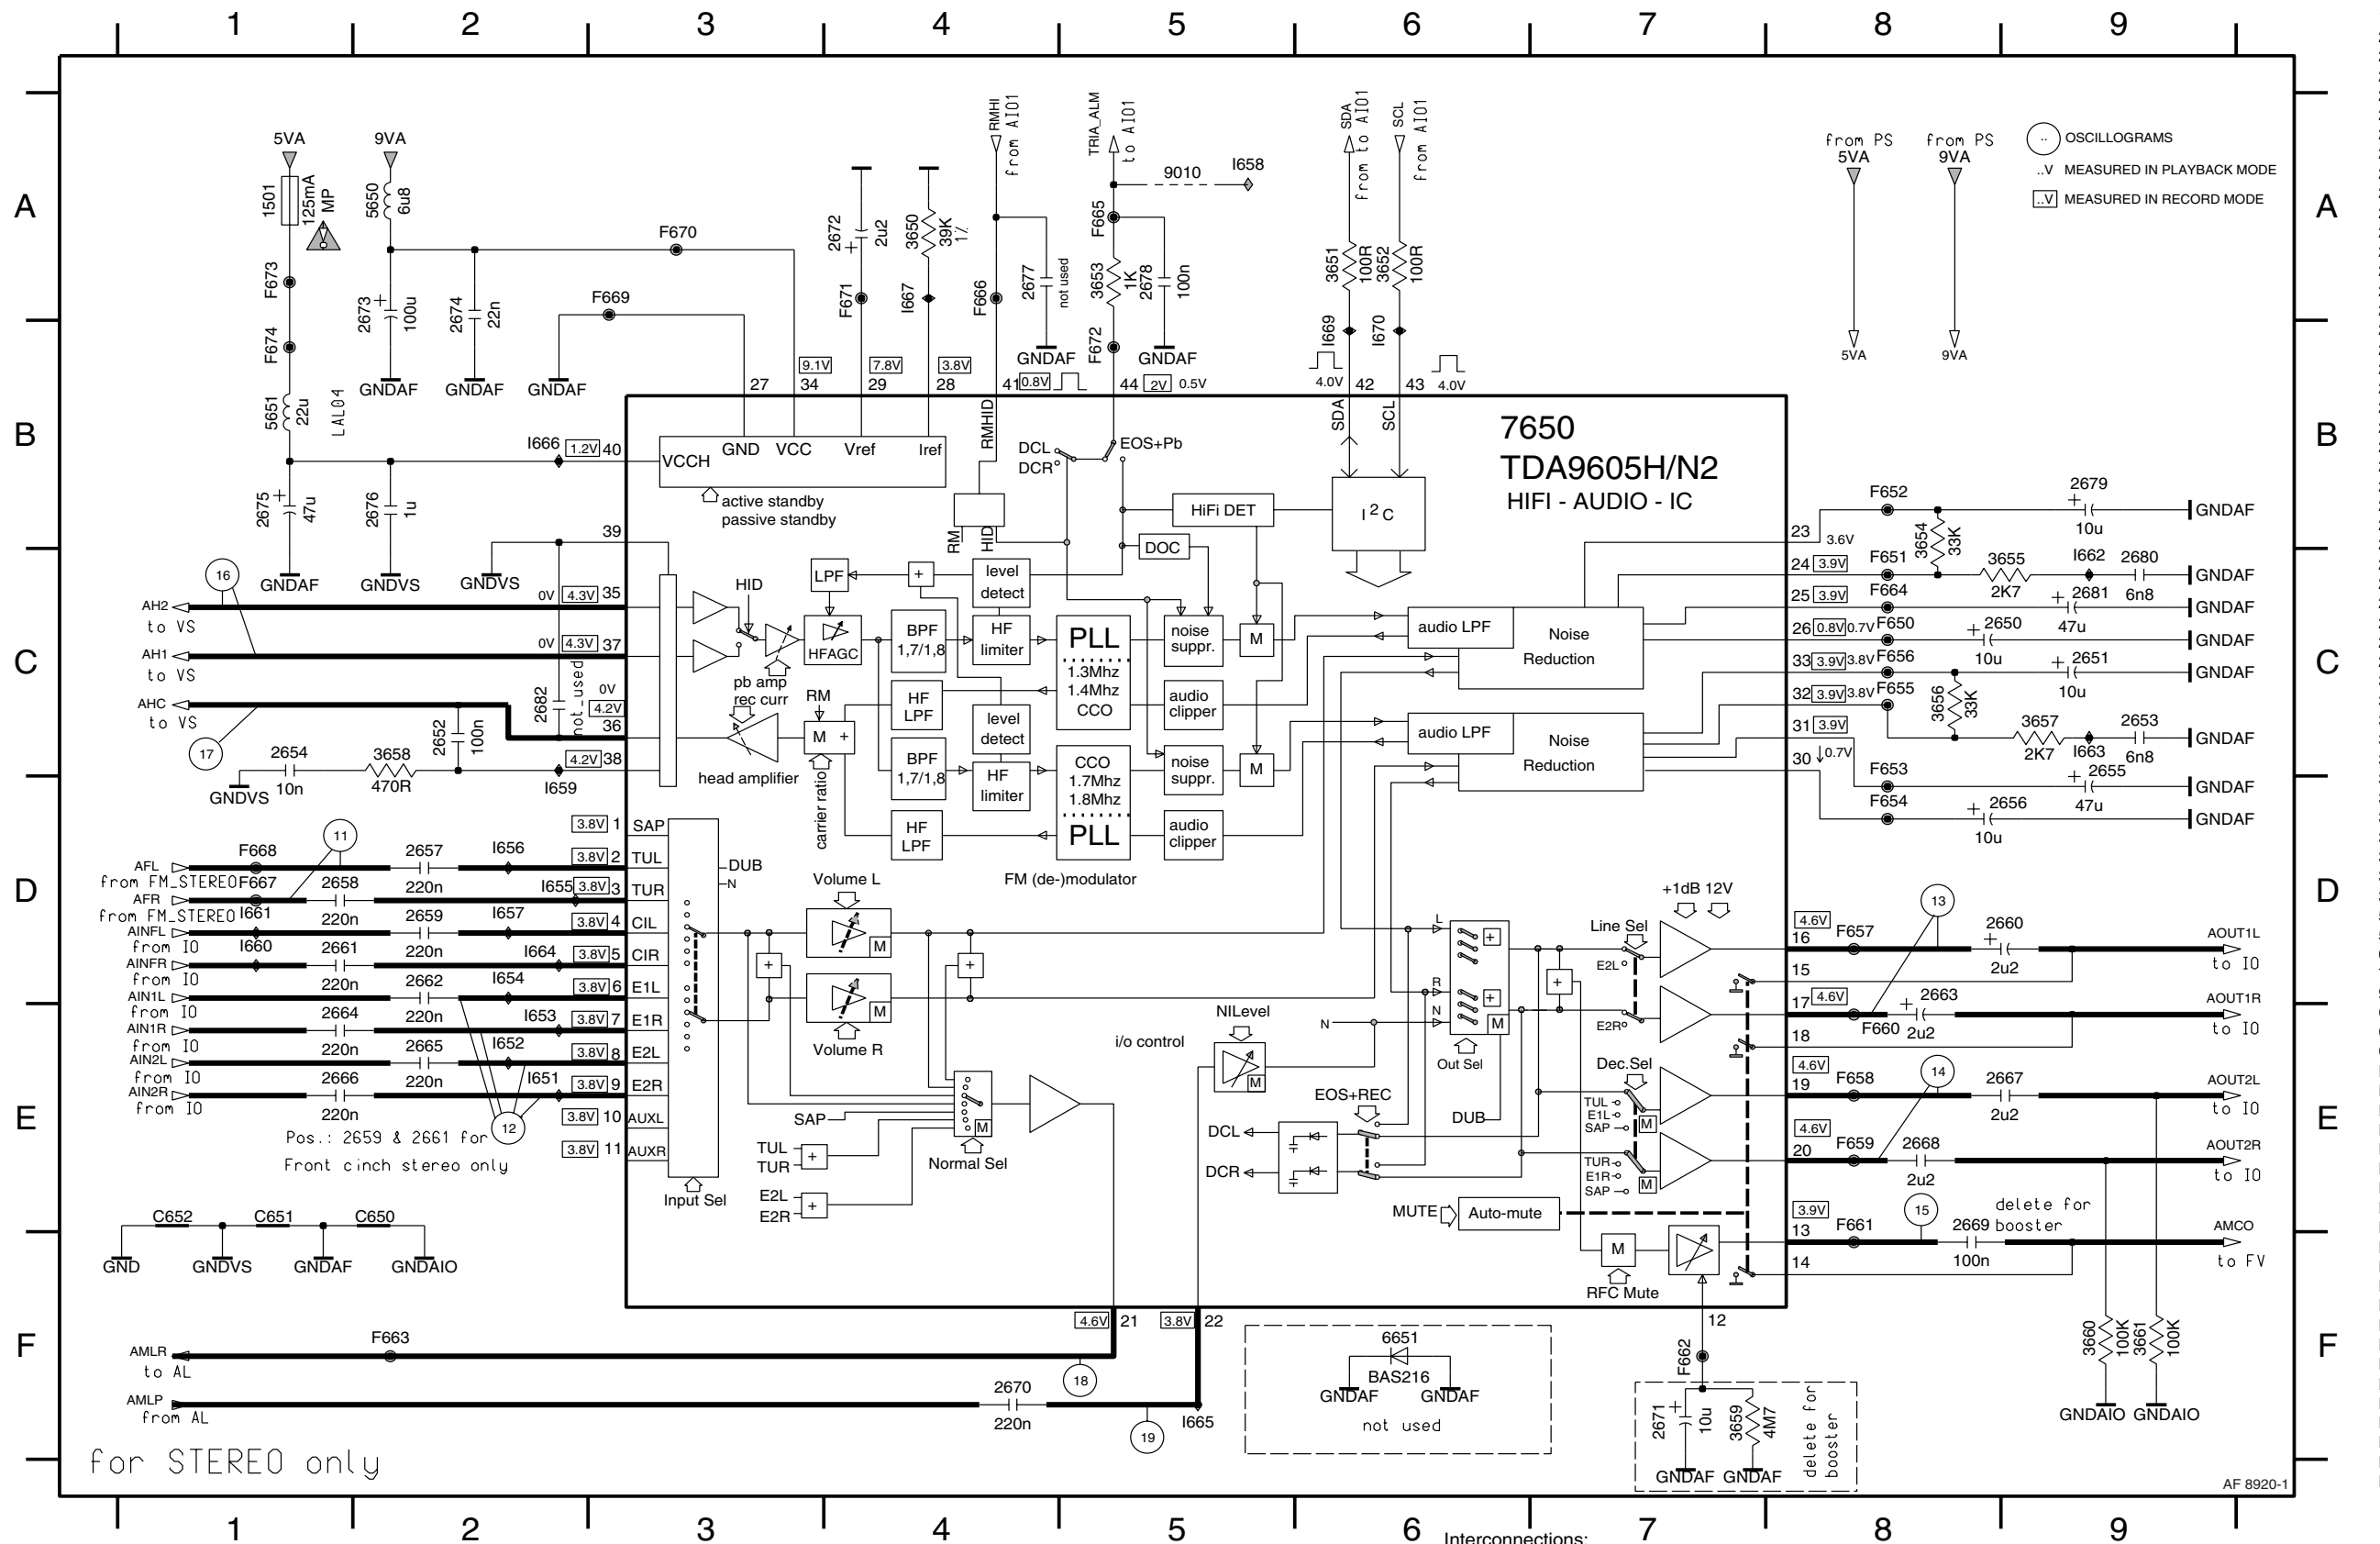 1 2 3 4 5 6 7 8 9
A A
B B
C C
D D
E E
F F
5VA
9VA
1501
125mA
MP
5650
6u8
F670
F673
F674
2673
100u
2674
22n
F669
GNDAF GNDAF GNDAF
5651
22u
LAL04
2672
2u2
3650
39K
1%
F671
I667
RMHI
from AIO1
F666
2677
not used
GNDAF
TRIA_ALM
to AIO1
9010
I658
F665
3653
1K
2678
100n
F672
GNDAF
SDA
from to AIO1
SCL
from AIO1
3651
100R
3652
100R
I669
I670
from PS
5VA
from PS
9VA
5VA
9VA
.. OSCILLOGRAMS
..V MEASURED IN PLAYBACK MODE
..V MEASURED IN RECORD MODE
27
9.1V
34
7.8V
29
3.8V
28
41
0.8V
44
2V
0.5V
4.0V
42
43
4.0V
I666
1.2V
40
VCCH
GND
VCC
Vref
Iref
RMHID
DCL
DCR
EOS+Pb
SDA
SCL
7650
TDA9605H/N2
HIFI - AUDIO - IC
active standby
passive standby
2675
47u
2676
1u
GNDAF
GNDVS
GNDVS
39
RM
HID
HiFi DET
I2C
DOC
23
3.6V
F652
2679
10u
GNDAF
3654
33K
24
3.9V
F651
3655
2K7
I662
2680
6n8
GNDAF
25
3.9V
F664
2681
47u
GNDAF
26
0.8V
0.7V
F650
2650
10u
GNDAF
33
3.9V
3.8V
F656
2651
10u
GNDAF
32
3.9V
3.8V
F655
3656
33K
31
3.9V
3657
2K7
I663
2653
6n8
GNDAF
30
0.7V
F653
2655
47u
GNDAF
F654
2656
10u
GNDAF
16
AH2
to VS
0V
4.3V
35
AH1
to VS
0V
4.3V
37
AHC
to VS
17
2682
not_used
0V
4.2V
36
2652
100n
2654
10n
3658
470R
GNDVS
4.2V
38
I659
HID
LPF
+
level
detect
HFAGC
BPF
1,7/1,8
HF
limiter
PLL
1.3Mhz
1.4Mhz
CCO
noise
suppr.
M
audio LPF
Noise
Reduction
pb amp
rec curr
RM
HF
LPF
audio
clipper
M +
level
detect
head amplifier
carrier ratio
BPF
1,7/1,8
HF
limiter
CCO
1.7Mhz
1.8Mhz
PLL
noise
suppr.
M
audio LPF
Noise
Reduction
HF
LPF
audio
clipper
FM (de-)modulator
3.8V
1
SAP
11
AFL
from FM_STEREO
F668
2657
220n
I656
3.8V
2
TUL
AFR
from FM_STEREO
F667
2658
220n
I655
3.8V
3
TUR
AINFL
from IO
I661
2659
220n
I657
3.8V
4
CIL
AINFR
from IO
I660
2661
220n
I664
3.8V
5
CIR
AIN1L
from IO
2662
220n
I654
3.8V
6
E1L
AIN1R
from IO
2664
220n
I653
3.8V
7
E1R
AIN2L
from IO
2665
220n
I652
3.8V
8
E2L
AIN2R
from IO
2666
220n
I651
3.8V
9
E2R
3.8V
10
AUXL
3.8V
11
AUXR
12
Pos.: 2659 & 2661 for
Front cinch stereo only
DUB
N
Input Sel
Volume L
M
+
+
M
Volume R
SAP
TUL
TUR
+
E2L
E2R
+
M
Normal Sel
i/o control
NILevel
M
N
EOS+REC
DCL
DCR
L
R
N
+
+
M
Out Sel
DUB
+
Line Sel
E2L
E2R
+1dB 12V
Dec.Sel
TUL
E1L
SAP
M
TUR
E1R
SAP
M
MUTE
Auto-mute
M
RFC Mute
4.6V
16
F657
13
2660
2u2
AOUT1L
to IO
15
17
4.6V
F660
2663
2u2
AOUT1R
to IO
18
4.6V
19
F658
14
2667
2u2
AOUT2L
to IO
4.6V
20
F659
2668
2u2
AOUT2R
to IO
3.9V
13
F661
15
2669
100n
delete for
booster
AMCO
to FV
14
C652 C651 C650
GND GNDVS GNDAF GNDAIO
4.6V
21
3.8V
22
12
AMLR
to AL
F663
18
AMLP
from AL
2670
220n
19
I665
6651
BAS216
GNDAF GNDAF
not used
F662
2671
10u
3659
4M7
GNDAF GNDAF
delete for
booster
3660
100K
3661
100K
GNDAIO GNDAIO
for STEREO only
AF 8920-1
1 2 3 4 5 6 7 8 9
Interconnections: